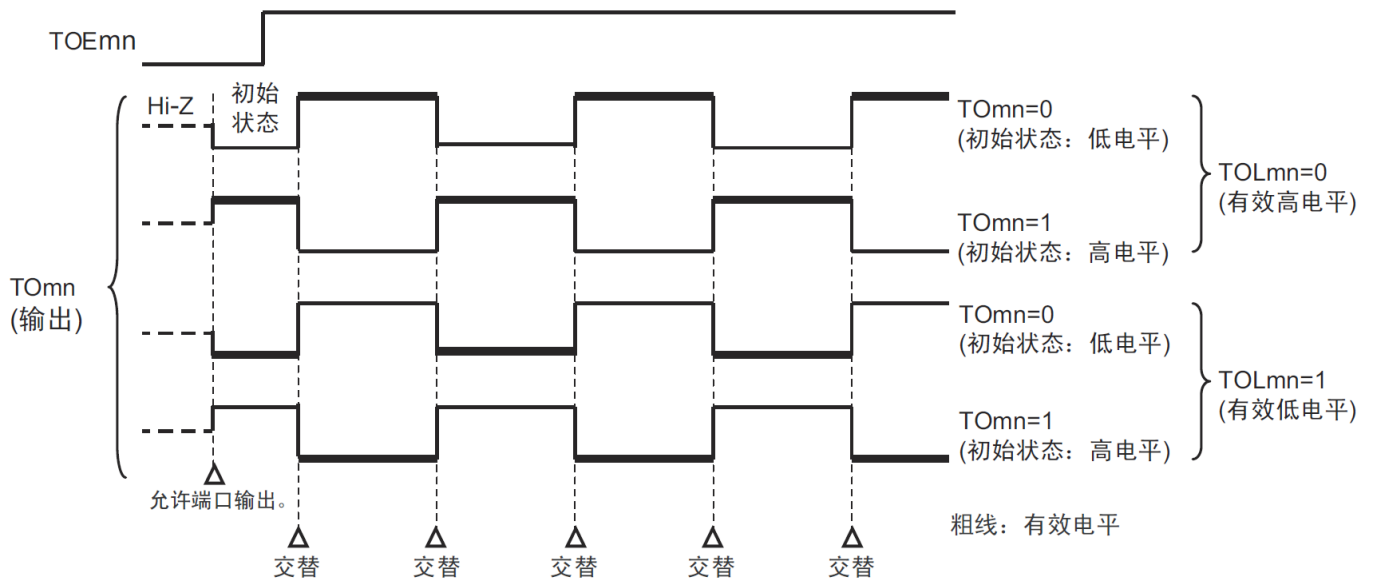 TOEmn
Hi-Z
初始
状态
TOmn=0
(初始状态：低电平)
TOLmn=0
(有效高电平)
TOmn=1
(初始状态：高电平)
TOmn
(输出)
TOmn=0
(初始状态：低电平)
TOLmn=1
(有效低电平)
TOmn=1
(初始状态：高电平)
允许端口输出。
粗线：有效电平
交替
交替
交替
交替
交替